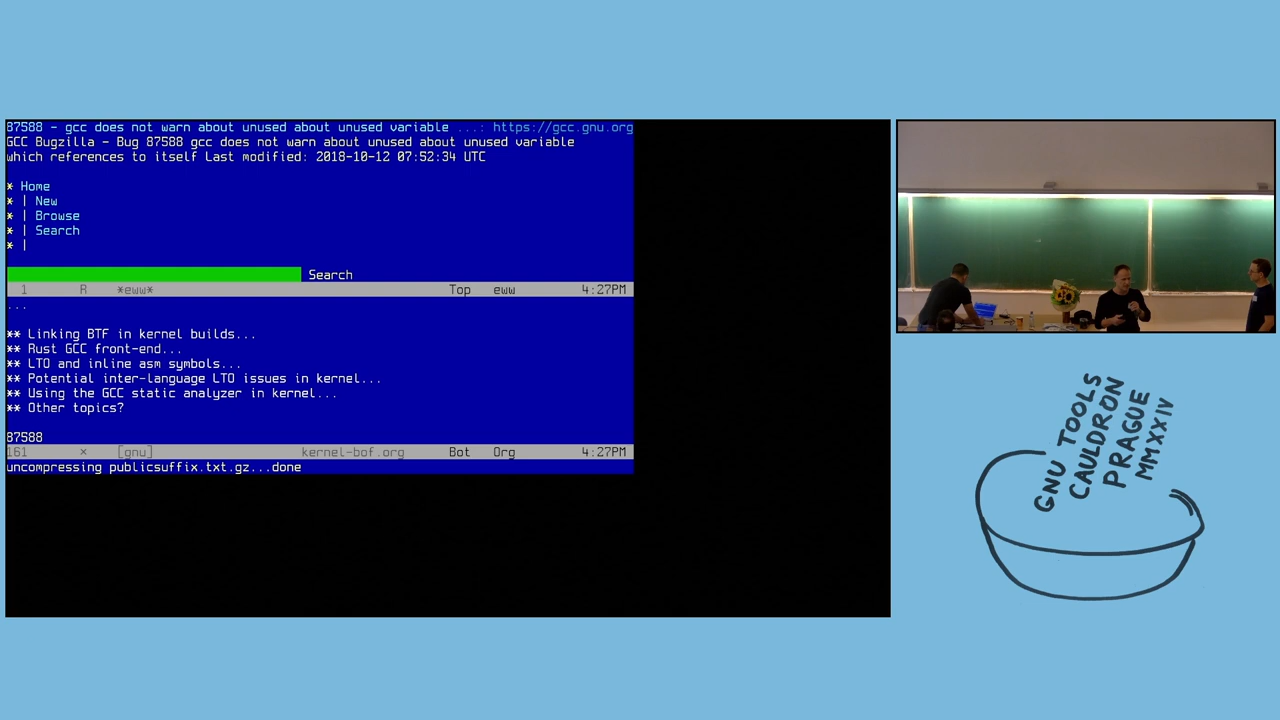 87588 - gcc does not warn about unused about unused variable ...: https://gcc.gnu.org
GCC Bugzilla - Bug 87588 gcc does not warn about unused about unused variable
which references to itself Last modified: 2018-10-12 07:52:34 UTC
* Home
* | New
* | Browse
* | Search
* |
Search
1 R *eww* Top eww 4:27PM
...
** Linking BTF in kernel builds...
** Rust GCC front-end...
** LTO and inline asm symbols...
** Potential inter-language LTO issues in kernel...
** Using the GCC static analyzer in kernel...
** Other topics?
87588
161 × [gnu] kernel-bof.org Bot Org 4:27PM
uncompressing publicsuffix.txt.gz...done
GNU TOOLS
CAULDRON
PRAGUE
MMXXIV